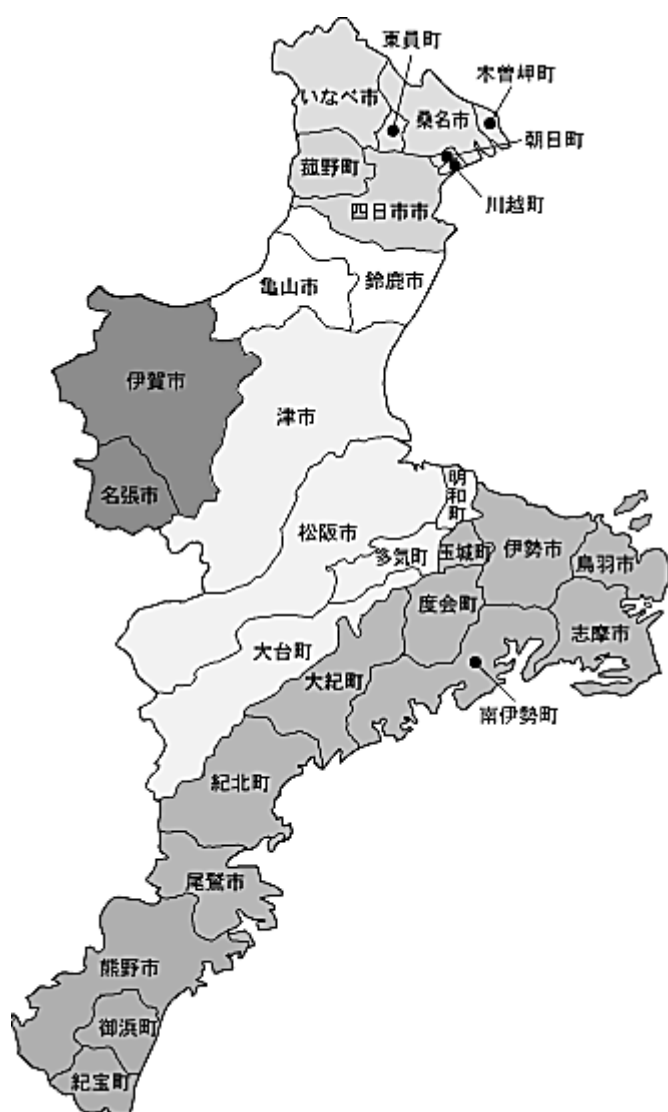 東員町
木曽岬町
いなべ市
桑名市
朝日町
菰野町
川越町
四日市市
鈴鹿市
亀山市
伊賀市
津市
名張市
明和町
松阪市
多気町
玉城町
伊勢市
鳥羽市
度会町
志摩市
大台町
大紀町
南伊勢町
紀北町
尾鷲市
熊野市
御浜町
紀宝町